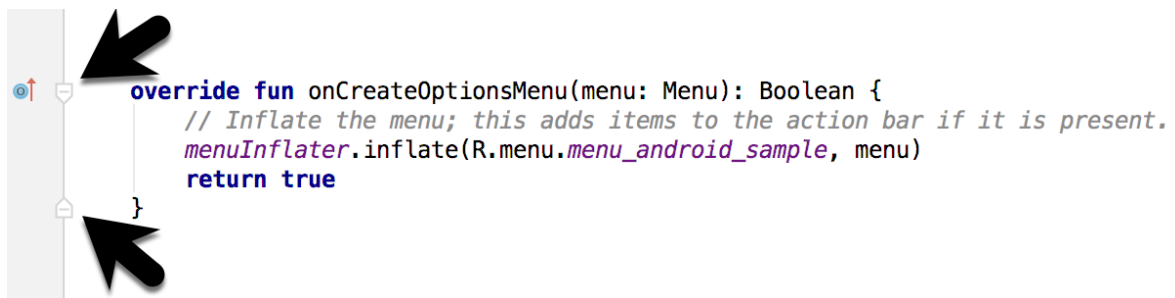 override fun onCreateOptionsMenu(menu: Menu): Boolean {
// Inflate the menu; this adds items to the action bar if it is present.
menuInflater.inflate(R.menu.menu_android_sample, menu)
return true
}